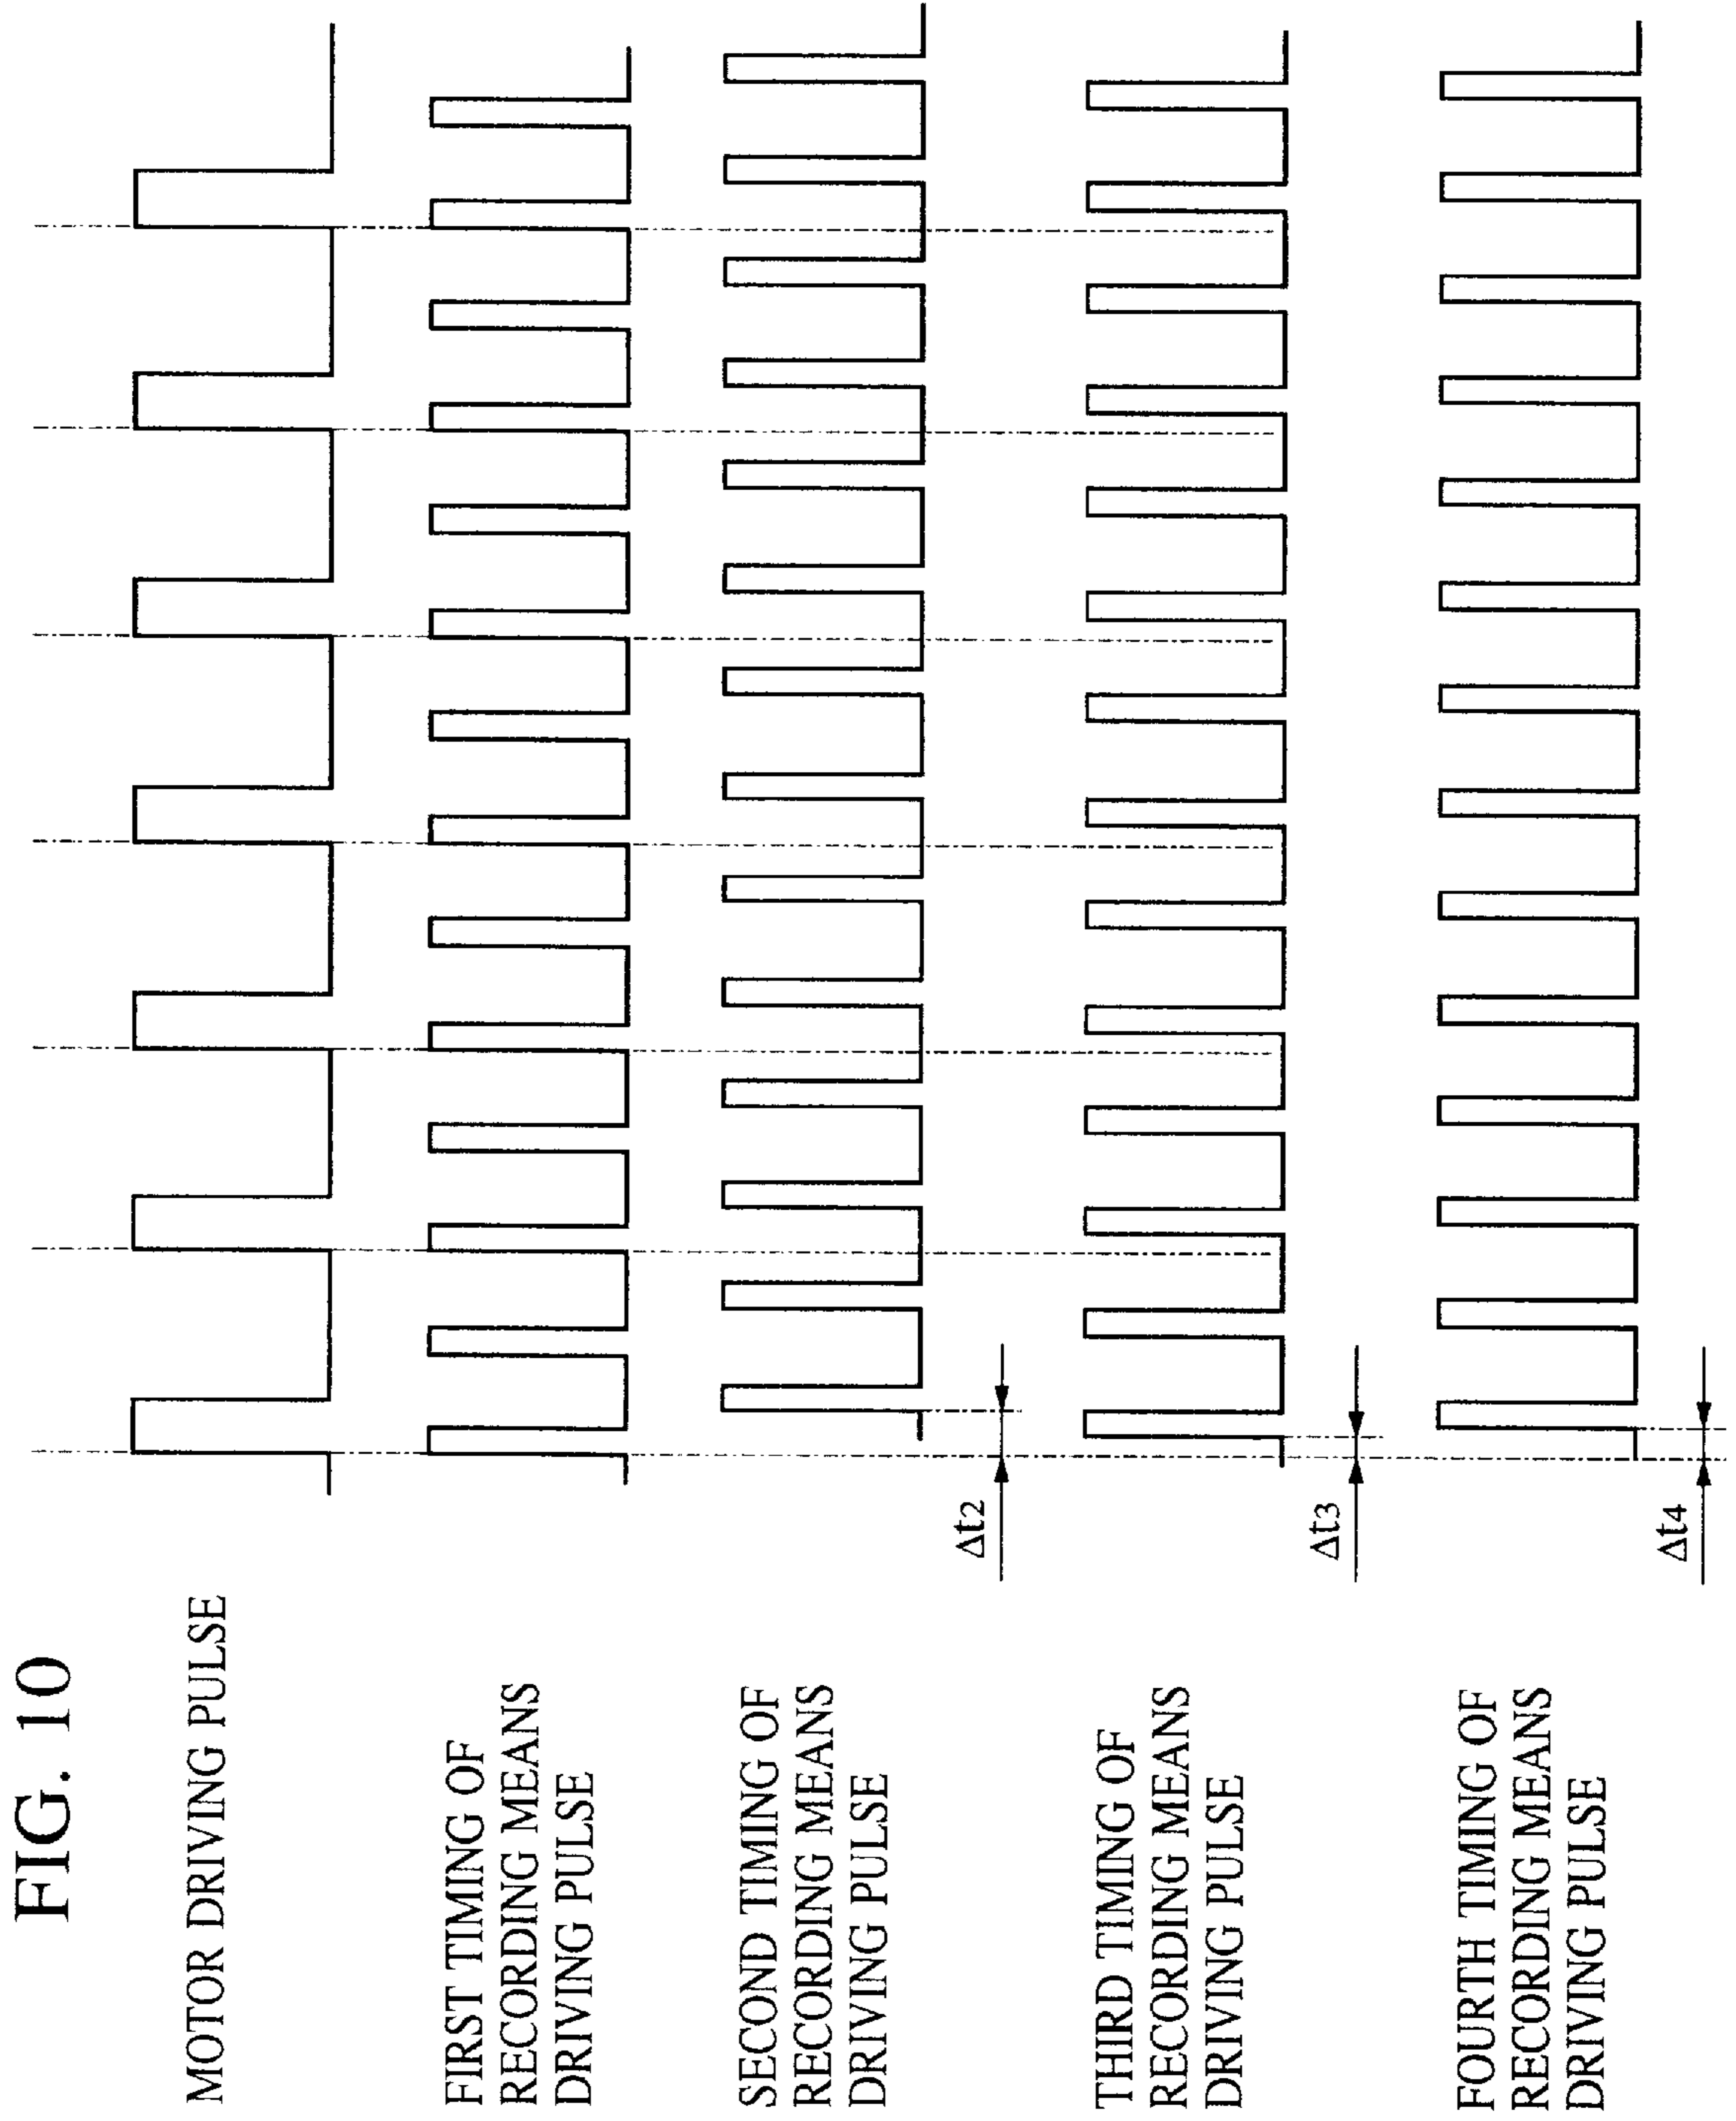 FIG. 10
MOTOR DRIVING PULSE
FIRST TIMING OF
RECORDING MEANS
DRIVING PULSE
SECOND TIMING OF
RECORDING MEANS
DRIVING PULSE
Δt2
THIRD TIMING OF
RECORDING MEANS
DRIVING PULSE
Δt3
FOURTH TIMING OF
RECORDING MEANS
DRIVING PULSE
Δt4